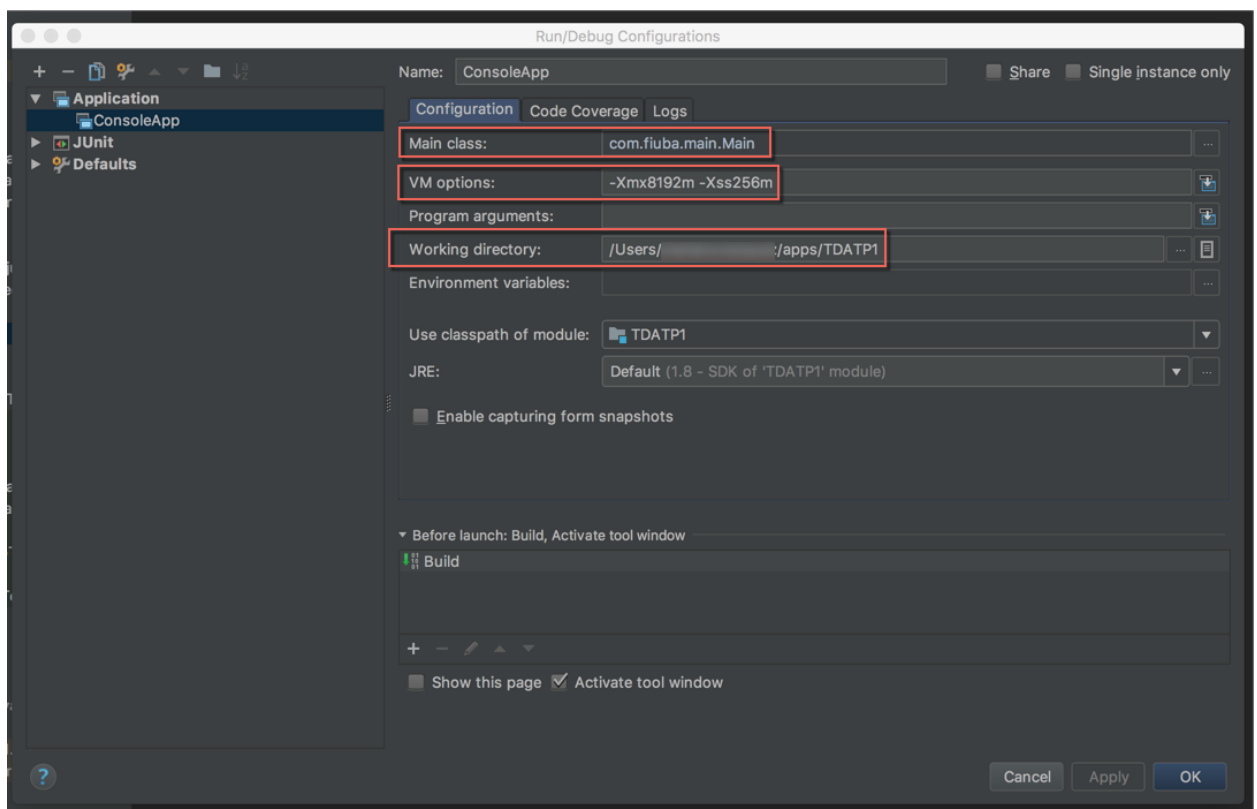 Run/Debug Configurations
Name: ConsoleApp
Share
Single instance only
Application
ConsoleApp
JUnit
Defaults
Configuration
Code Coverage
Logs
Main class: com.fiuba.main.Main
VM options: -Xmx8192m -Xss256m
Program arguments:
Working directory: /Users/ :/apps/TDATP1
Environment variables:
Use classpath of module: TDATP1
JRE: Default (1.8 - SDK of 'TDATP1' module)
Enable capturing form snapshots
Before launch: Build, Activate tool window
Build
Show this page
Activate tool window
?
Cancel
Apply
OK